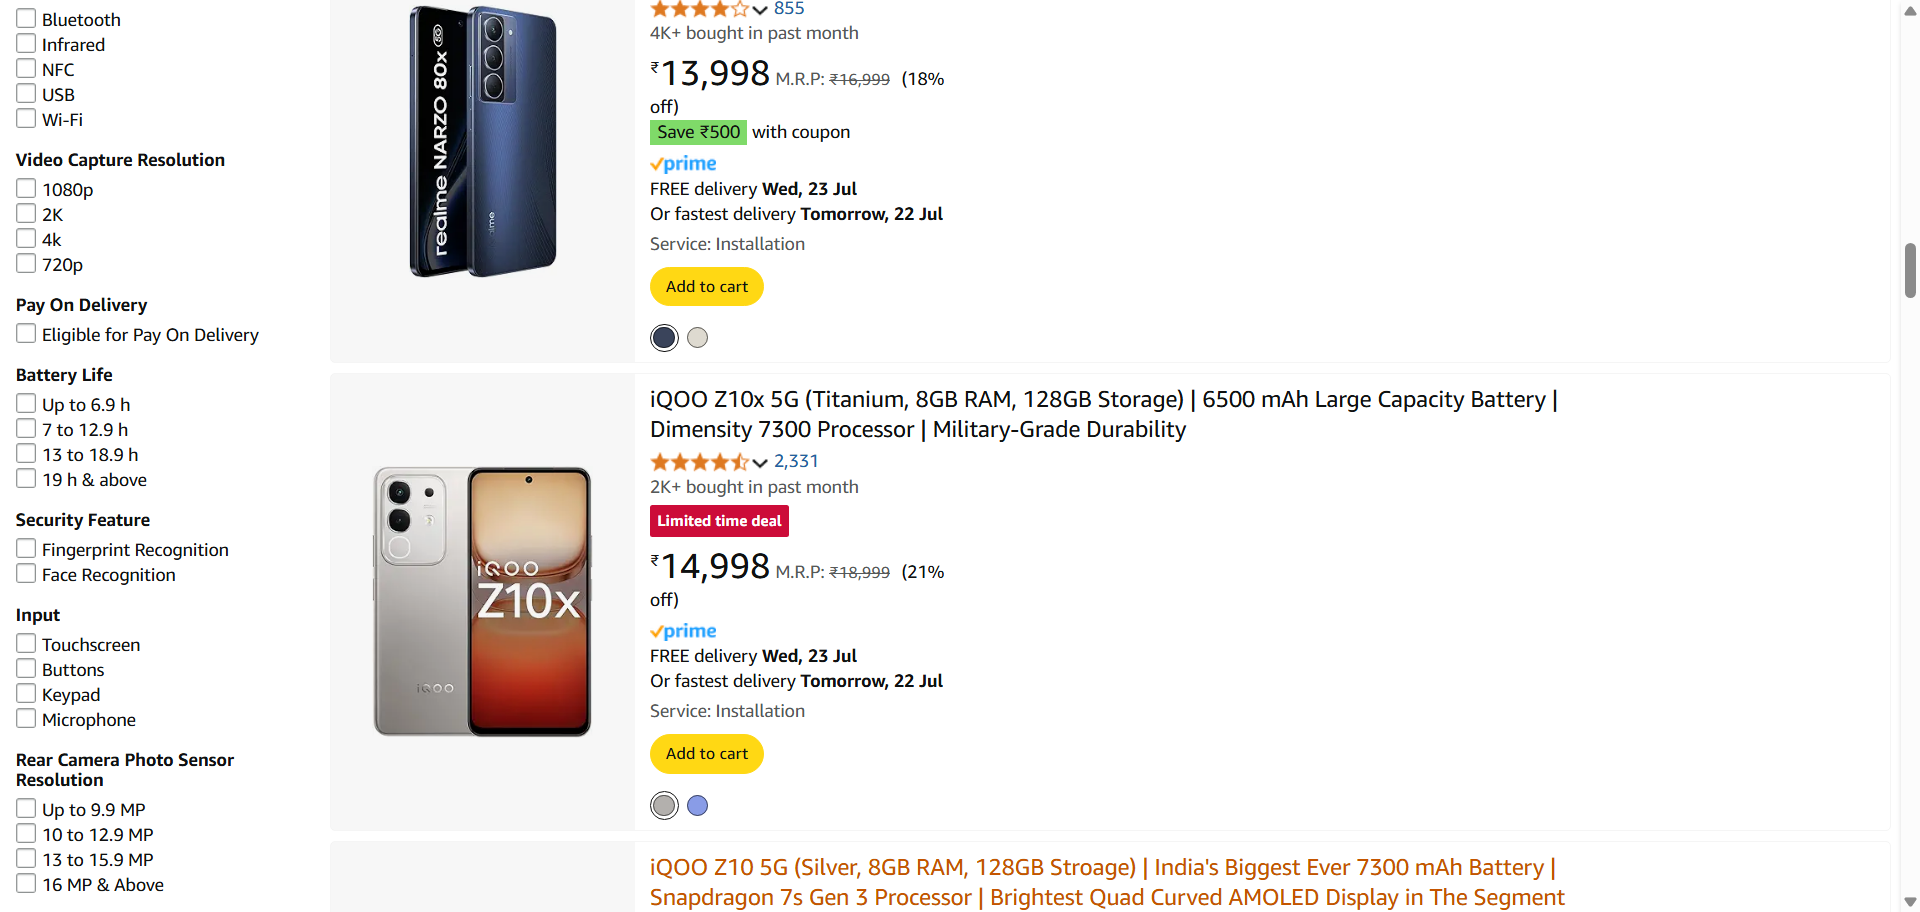 Bluetooth
Infrared
NFC
USB
Wi-Fi
Video Capture Resolution
1080p
2K
4k
720p
Pay On Delivery
Eligible for Pay On Delivery
Battery Life
Up to 6.9 h
7 to 12.9 h
13 to 18.9 h
19 h & above
Security Feature
Fingerprint Recognition
Face Recognition
Input
Touchscreen
Buttons
Keypad
Microphone
Rear Camera Photo Sensor
Resolution
Up to 9.9 MP
10 to 12.9 MP
13 to 15.9 MP
16 MP & Above
realme NARZO 80x 5G
realme
855
4K+ bought in past month
₹13,998 M.R.P: ₹16,999 (18%
off)
Save ₹500 with coupon
prime
FREE delivery Wed, 23 Jul
Or fastest delivery Tomorrow, 22 Jul
Service: Installation
Add to cart
iQOO
Z10x
iQOO
iQOO Z10x 5G (Titanium, 8GB RAM, 128GB Storage) | 6500 mAh Large Capacity Battery |
Dimensity 7300 Processor | Military-Grade Durability
2,331
2K+ bought in past month
Limited time deal
₹14,998 M.R.P: ₹18,999 (21%
off)
prime
FREE delivery Wed, 23 Jul
Or fastest delivery Tomorrow, 22 Jul
Service: Installation
Add to cart
iQOO Z10 5G (Silver, 8GB RAM, 128GB Stroage) | India's Biggest Ever 7300 mAh Battery |
Snapdragon 7s Gen 3 Processor | Brightest Quad Curved AMOLED Display in The Segment